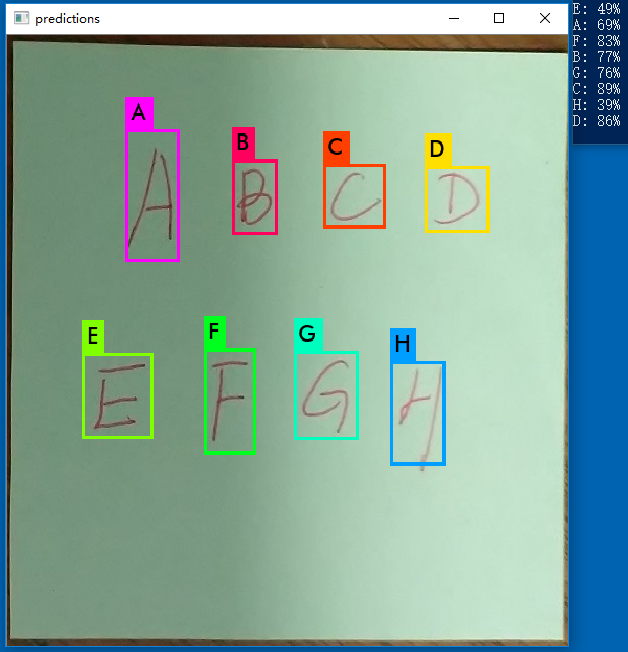 predictions
E: 49%
A: 69%
F: 83%
B: 77%
G: 76%
C: 89%
H: 39%
D: 86%
A B C D
A B C D
E F G H
E F G H